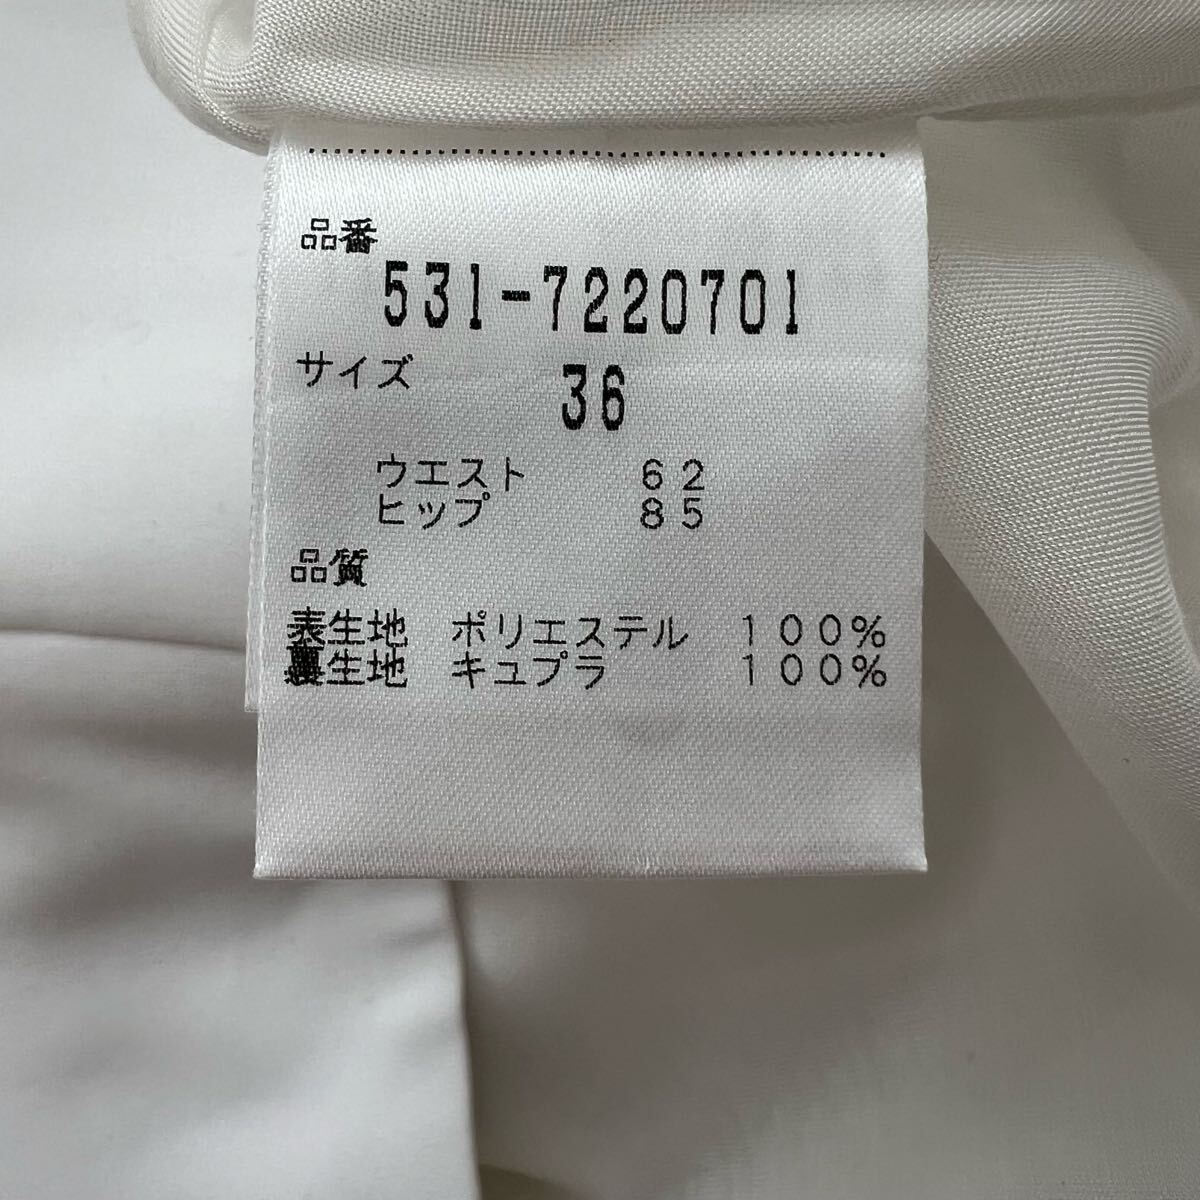 品番
531-7220701
サイズ 36
ウエスト 62
ヒップ 85
品質
表生地 ポリエステル 100%
裏生地 キュプラ 100%